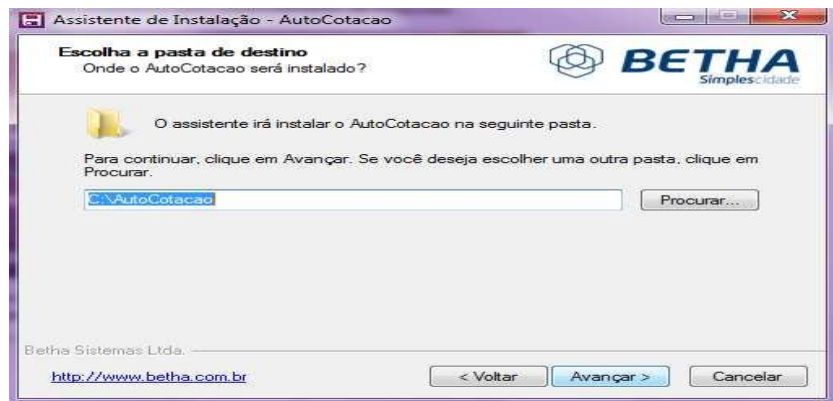 Assistente de Instalação - AutoCotacao
Escolha a pasta de destino
Onde o AutoCotacao será instalado?
BETHA
Simplescidade
O assistente irá instalar o AutoCotacao na seguinte pasta.
Para continuar, clique em Avançar. Se você deseja escolher uma outra pasta, clique em
Procurar.
C:\AutoCotacao
Procurar...
Betha Sistemas Ltda.
http://www.betha.com.br
< Voltar
Avançar >
Cancelar